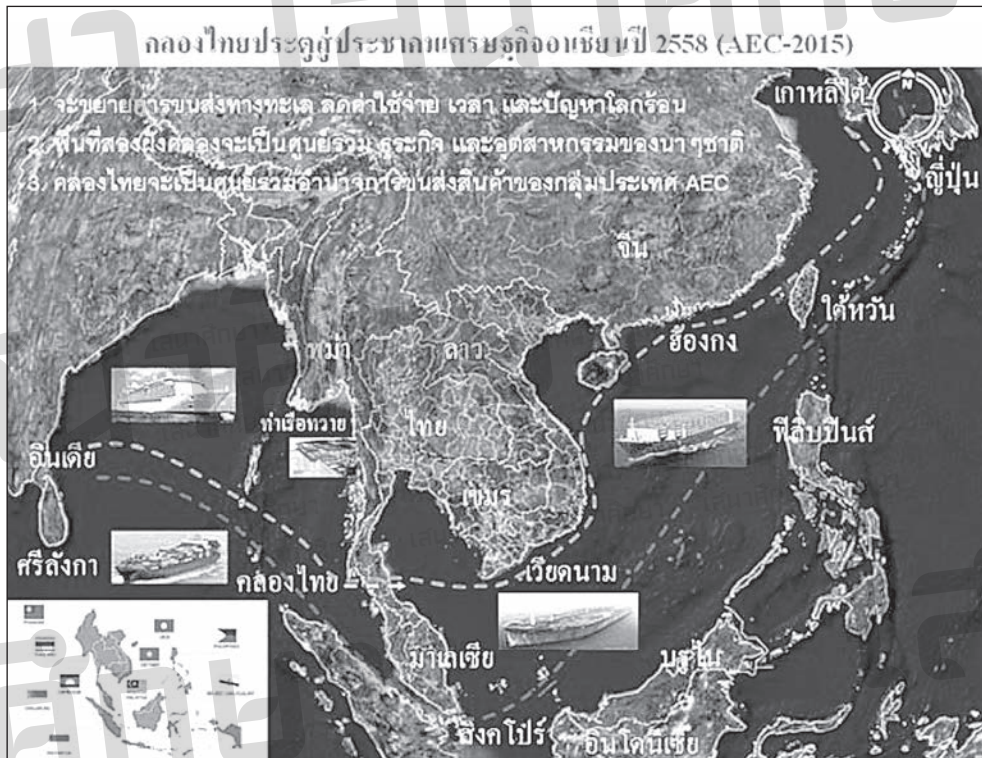 คลองไทยประตูสู่ประชาคมเศรษฐกิจอาเซียนปี 2558 (AEC-2015)
1. จะขยายการขนส่งทางทะเล ลดค่าใช้จ่าย เวลา และปัญหาโลกร้อน
2. พื้นที่สองฝั่งคลองจะเป็นศูนย์รวม ธุรกิจ และอุตสาหกรรมของนาๆชาติ
3. คลองไทยจะเป็นศูนย์รวมอำนาจการขนส่งสินค้าของกลุ่มประเทศ AEC
เกาหลีใต้
N
ญี่ปุ่น
จีน
ไต้หวัน
ฮ่องกง
พม่า
ลาว
ท่าเรือทวาย
ไทย
ฟิลิปปินส์
อินเดีย
เขมร
ศรีลังกา
คลองไทย
เวียดนาม
มาเลเซีย
บรูไน
สิงคโปร์
อินโดนีเซีย